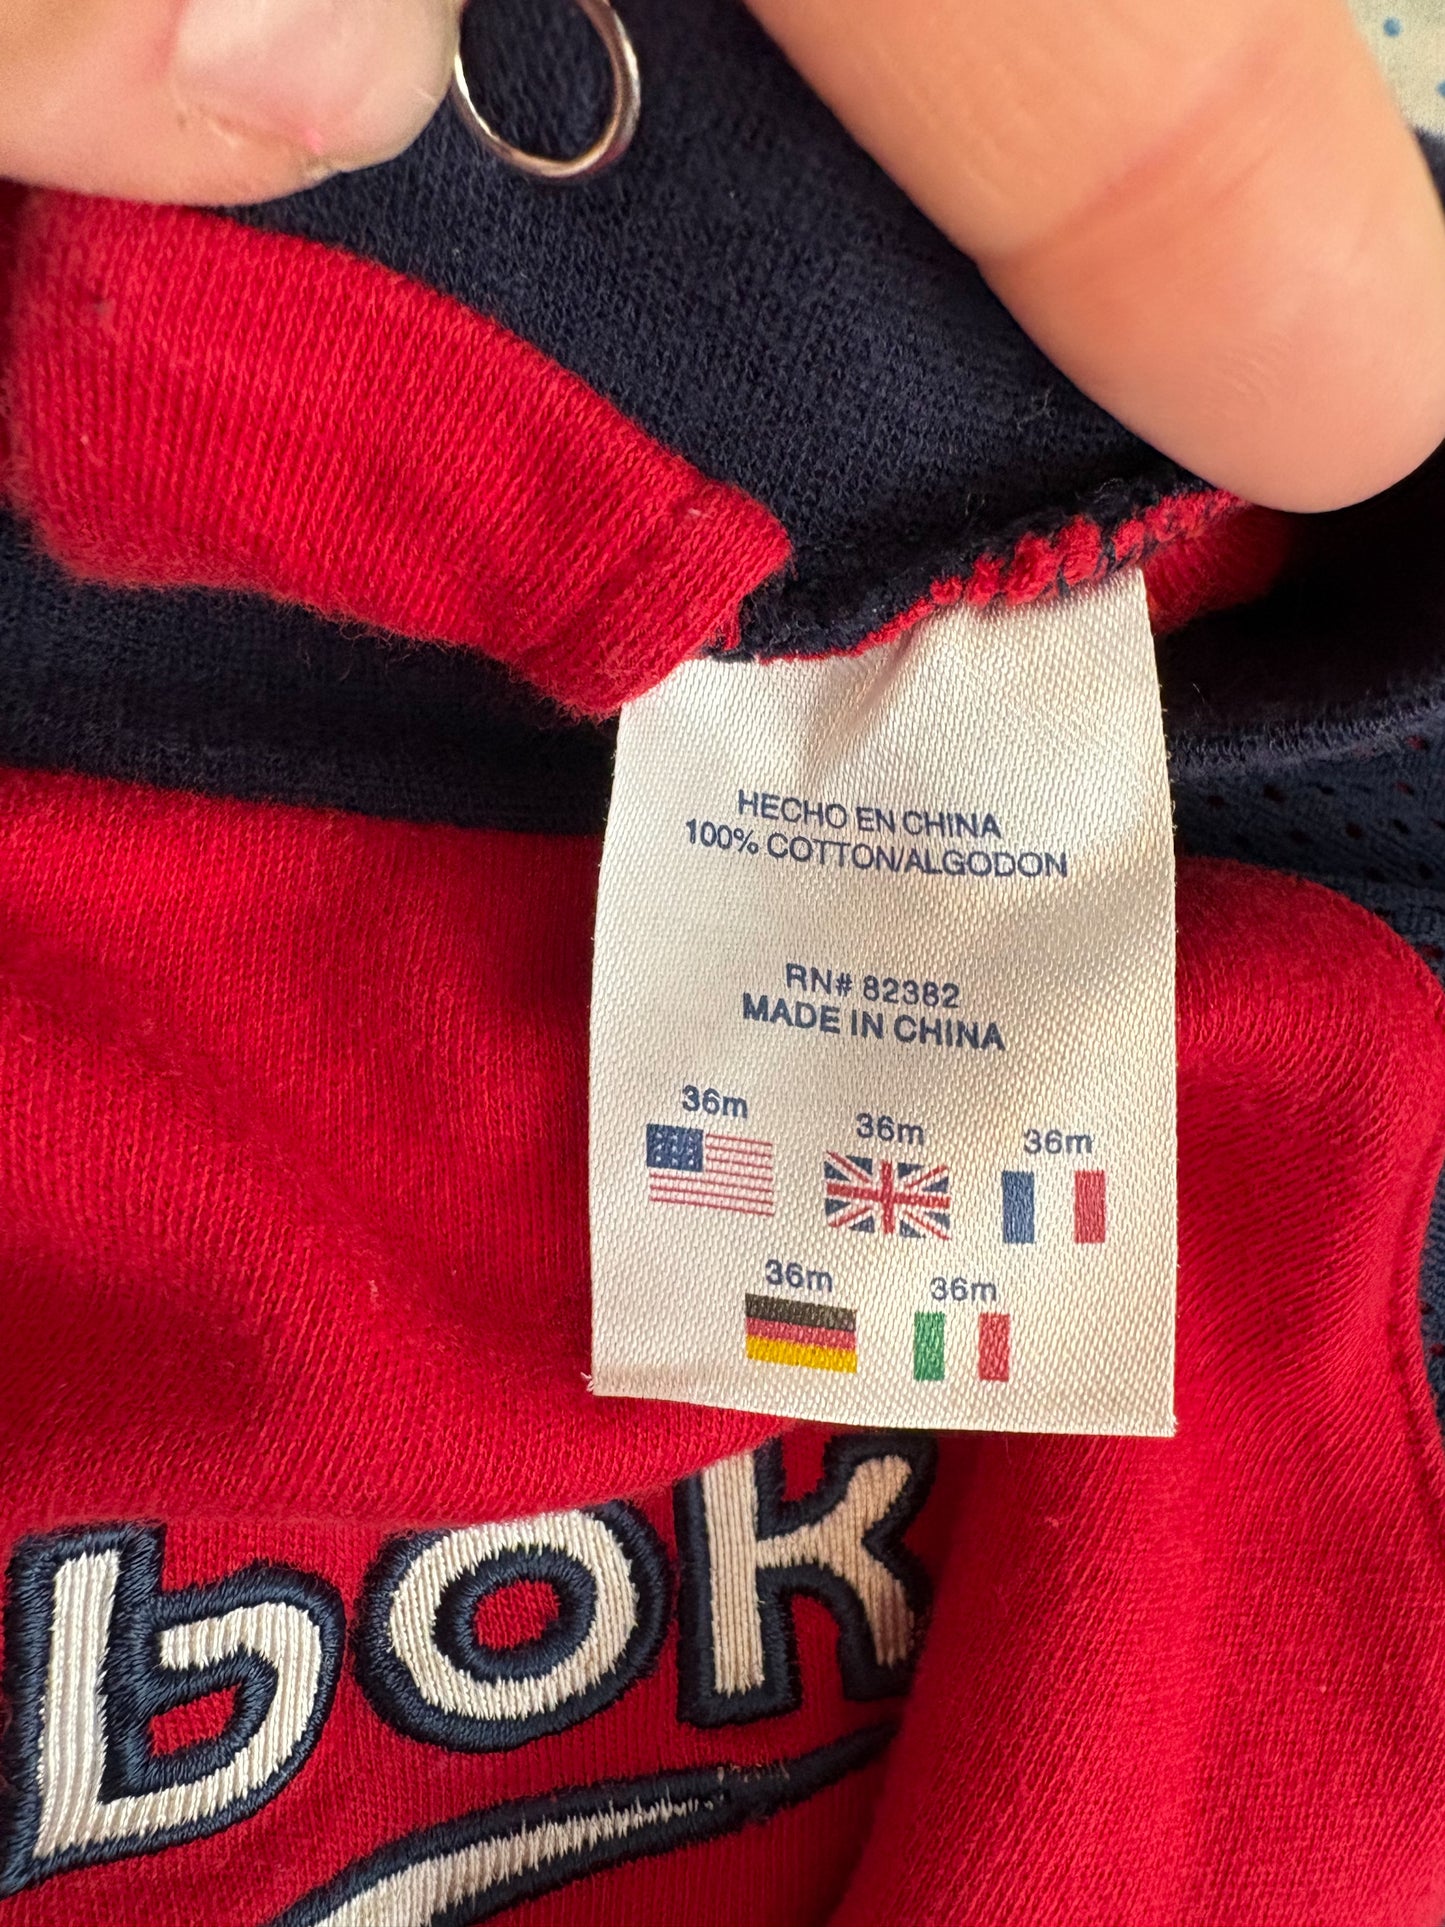 HECHO EN CHINA
100% COTTON/ALGODON
RN# 82382
MADE IN CHINA
36m 36m 36m
36m 36m
bok